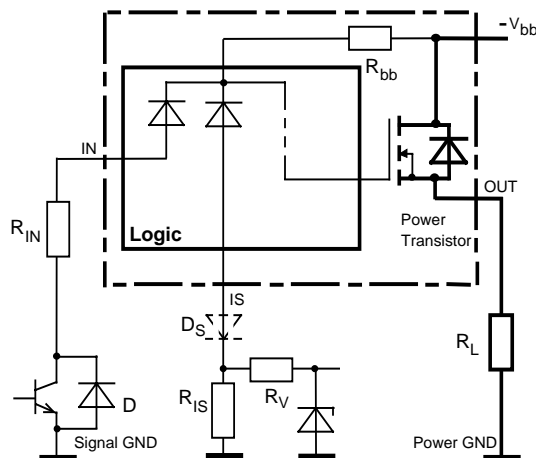 -Vbb
Rbb
IN
Logic
OUT
Power
Transistor
RIN
IS
DS
RL
D
RIS
RV
Signal GND
Power GND